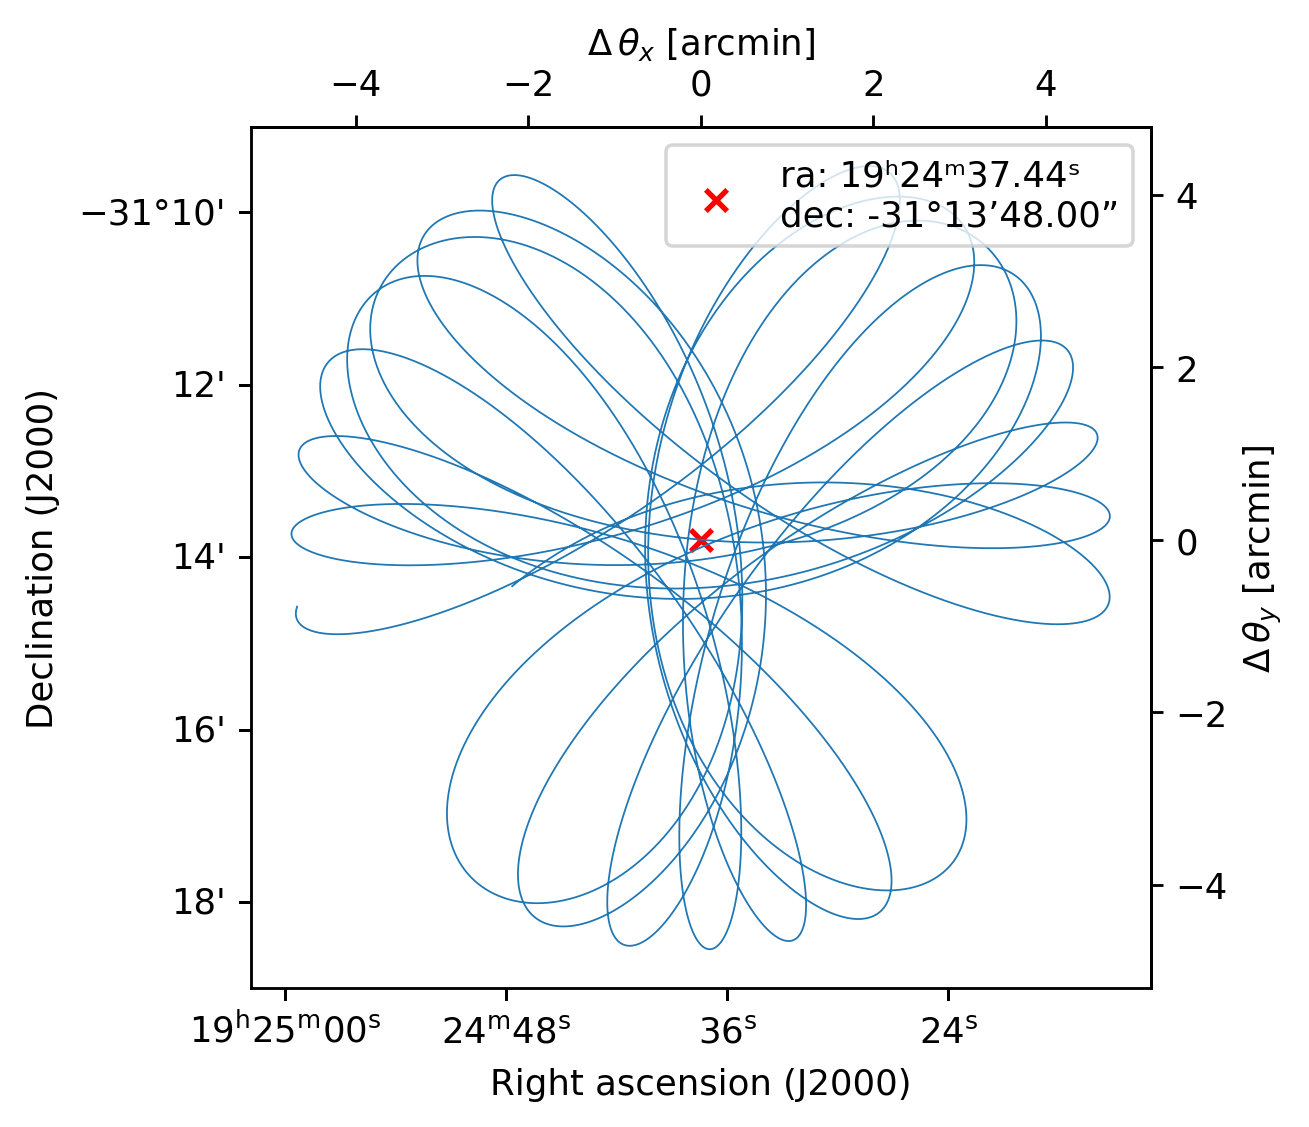 Δ θx [arcmin]
−4 −2 0 2 4
ra: 19ʰ24ᵐ37.44ˢ
dec: -31°13’48.00”
−31°10'
12'
14'
16'
18'
Declination (J2000)
4
2
0
−2
−4
Δ θy [arcmin]
19ʰ25ᵐ00ˢ 24ᵐ48ˢ 36ˢ 24ˢ
Right ascension (J2000)